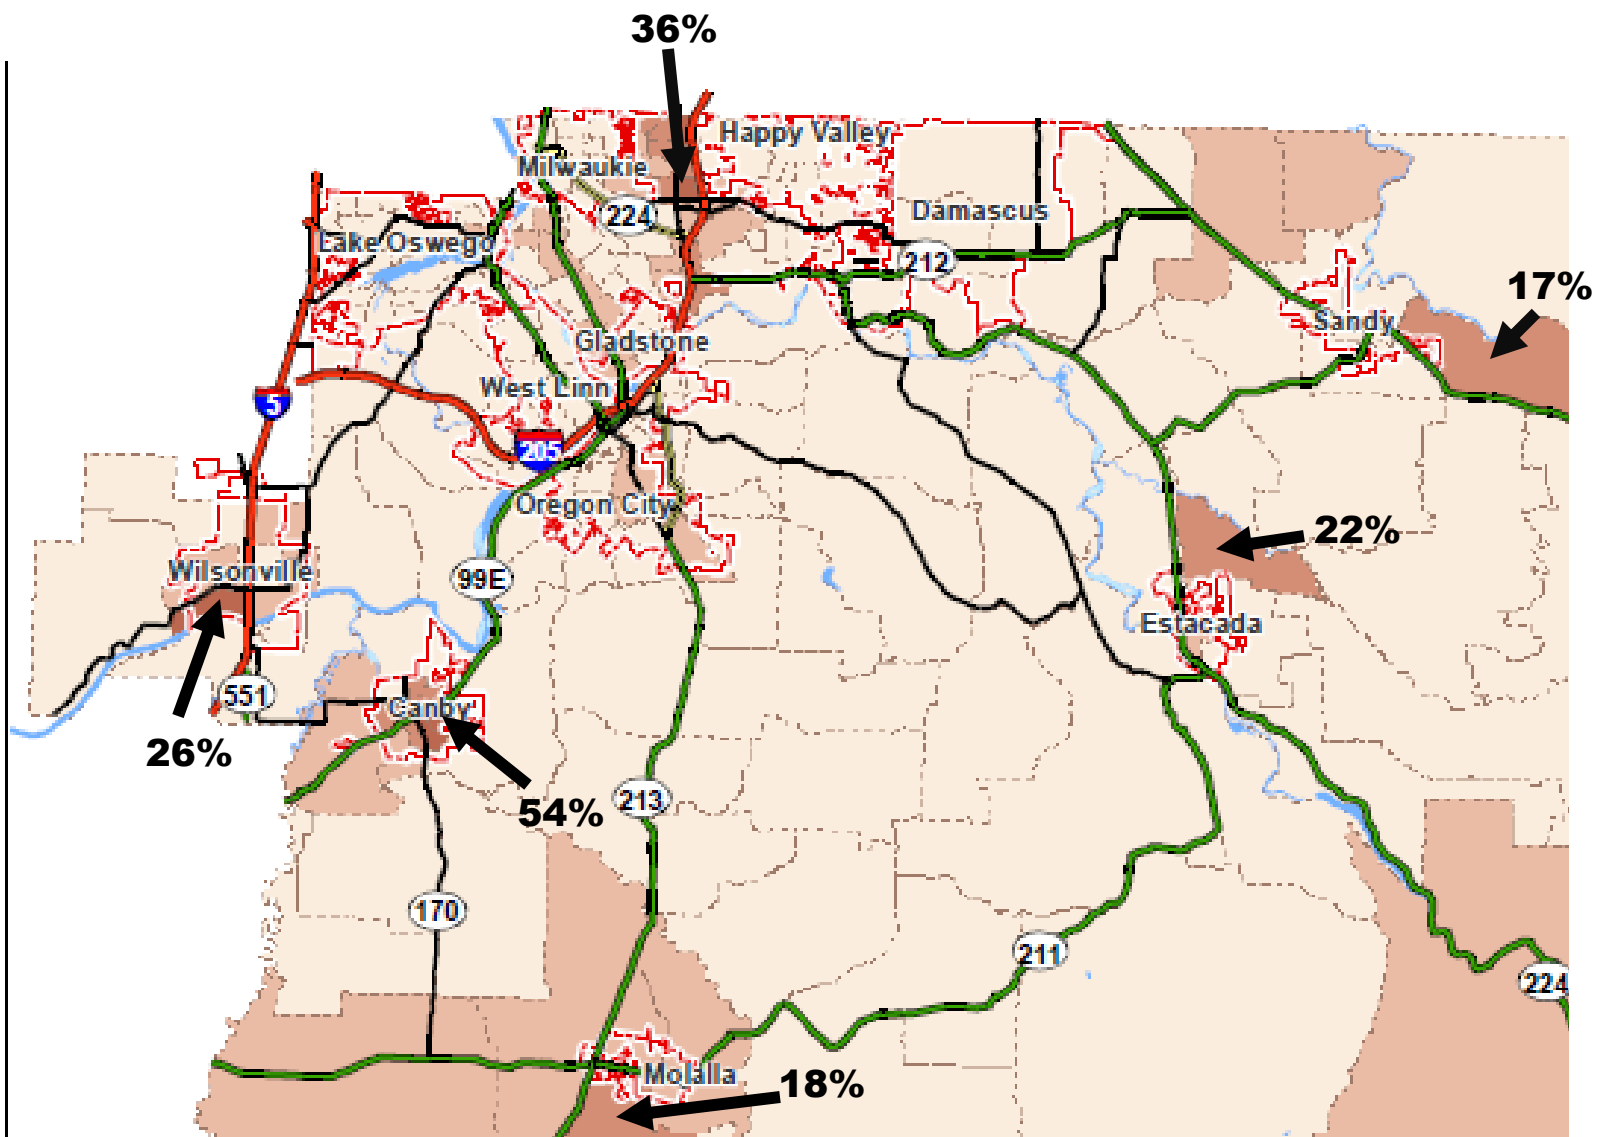 36%
Happy Valley
Milwaukie
224
Damascus
Lake Oswego
212
17%
Sandy
Gladstone
West Linn
5
205
Oregon City
22%
Wilsonville
99E
Estacada
551
Canby
26%
54%
213
170
211
224
Molalla
18%